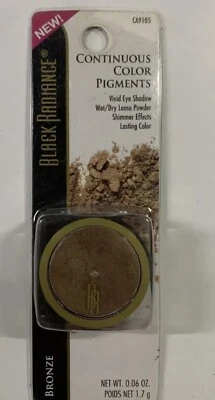 NEW!
CA9105
BLACK RADIANCE®
CONTINUOUS
COLOR
PIGMENTS
Vivid Eye Shadow
Wet/Dry Loose Powder
Shimmer Effects
Lasting Color
BR
BRONZE
NET WT. 0.06 OZ.
POIDS NET 1.7 g